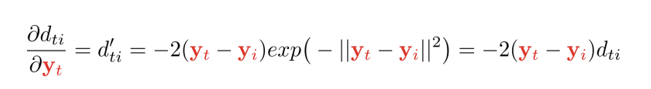 ∂d_{ti}/∂y_t = d'_{ti} = −2(y_t − y_i)exp(− ||y_t − y_i||²) = −2(y_t − y_i)d_{ti}